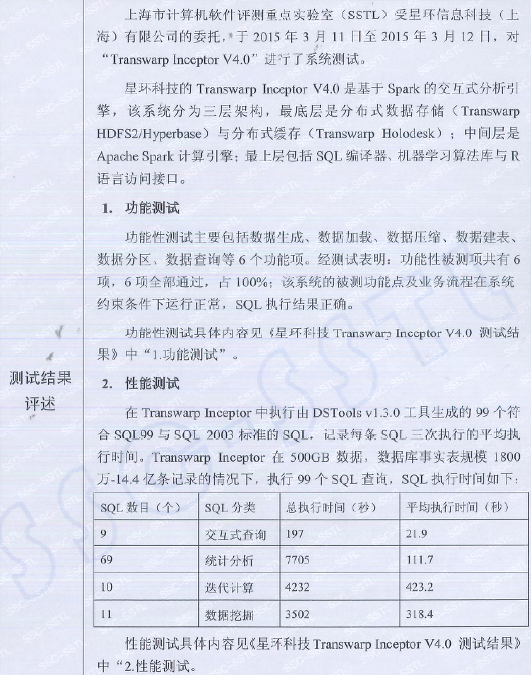 上海市计算机软件评测重点实验室（SSTL）受星环信息科技（上
海）有限公司的委托，于 2015 年 3 月 11 日至 2015 年 3 月 12 日，对
“Transwarp Inceptor V4.0”进行了系统测试。
星环科技的 Transwarp Inceptor V4.0 是基于 Spark 的交互式分析引
擎，该系统分为三层架构，最底层是分布式数据存储（Transwarp
HDFS2/Hyperbase）与分布式缓存（Transwarp Holodesk）；中间层是
Apache Spark 计算引擎；最上层包括 SQL 编译器、机器学习算法库与 R
语言访问接口。
1. 功能测试
功能性测试主要包括数据生成、数据加载、数据压缩、数据建表、
数据分区、数据查询等 6 个功能项。经测试表明：功能性被测项共有 6
项，6 项全部通过，占 100%；该系统的被测功能点及业务流程在系统
约束条件下运行正常，SQL 执行结果正确。
功能性测试具体内容见《星环科技 Transwarp Inceptor V4.0 测试结
果》中“1.功能测试”。
测试结果
评述
2. 性能测试
在 Transwarp Inceptor 中执行由 DSTools v1.3.0 工具生成的 99 个符
合 SQL99 与 SQL 2003 标准的 SQL，记录每条 SQL 三次执行的平均执
行时间。Transwarp Inceptor 在 500GB 数据，数据库事实表规模 1800
万-14.4 亿条记录的情况下，执行 99 个 SQL 查询，SQL 执行时间如下：
SQL 数目（个） SQL 分类 总执行时间（秒） 平均执行时间（秒）
9 交互式查询 197 21.9
69 统计分析 7705 111.7
10 迭代计算 4232 423.2
11 数据挖掘 3502 318.4
性能测试具体内容见《星环科技 Transwarp Inceptor V4.0 测试结果》
中“2.性能测试。